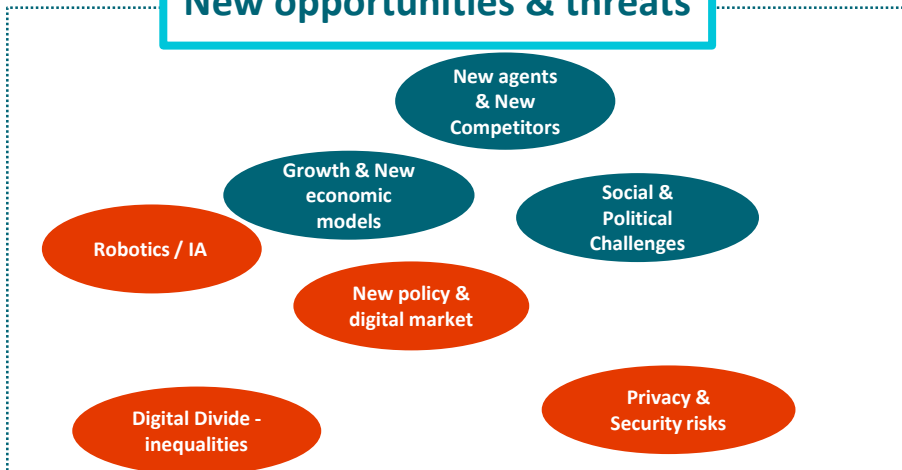 New opportunities & threats
New agents
& New
Competitors
Growth & New
economic
models
Social &
Political
Challenges
Robotics / IA
New policy &
digital market
Privacy &
Security risks
Digital Divide -
inequalities